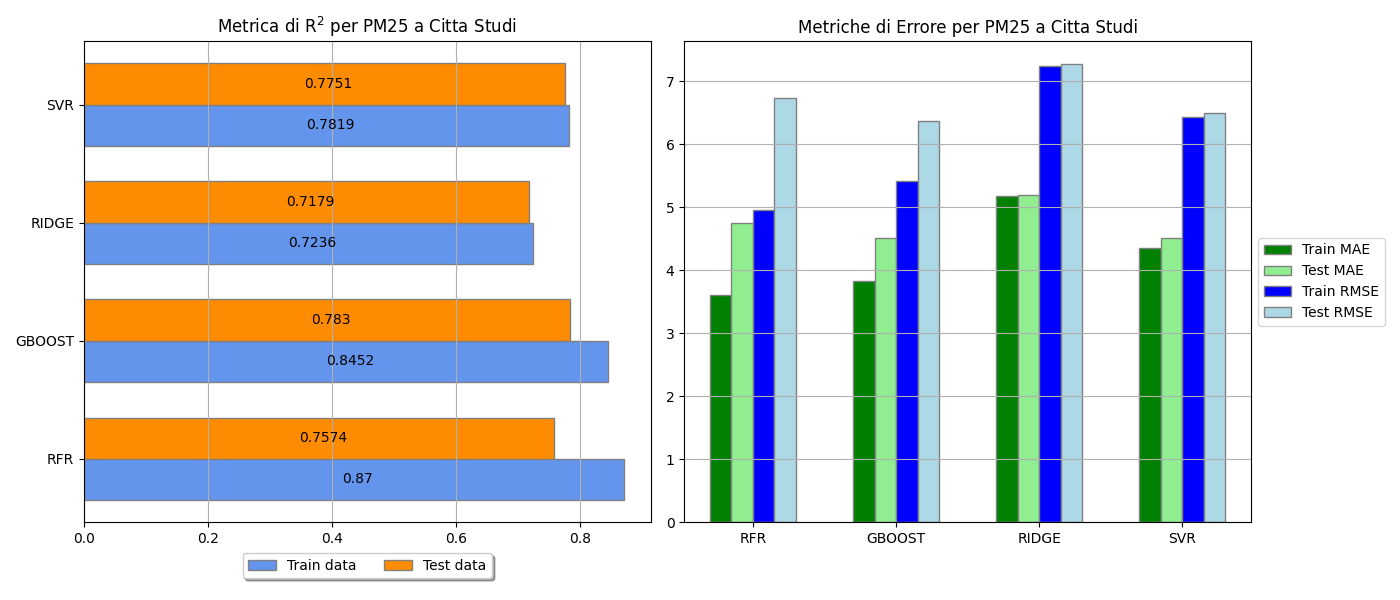 Metrica di R² per PM25 a Citta Studi
SVR
0.7751
0.7819
RIDGE
0.7179
0.7236
GBOOST
0.783
0.8452
RFR
0.7574
0.87
0.0 0.2 0.4 0.6 0.8
Train data Test data
Metriche di Errore per PM25 a Citta Studi
7
6
5
4
3
2
1
0
RFR GBOOST RIDGE SVR
Train MAE
Test MAE
Train RMSE
Test RMSE